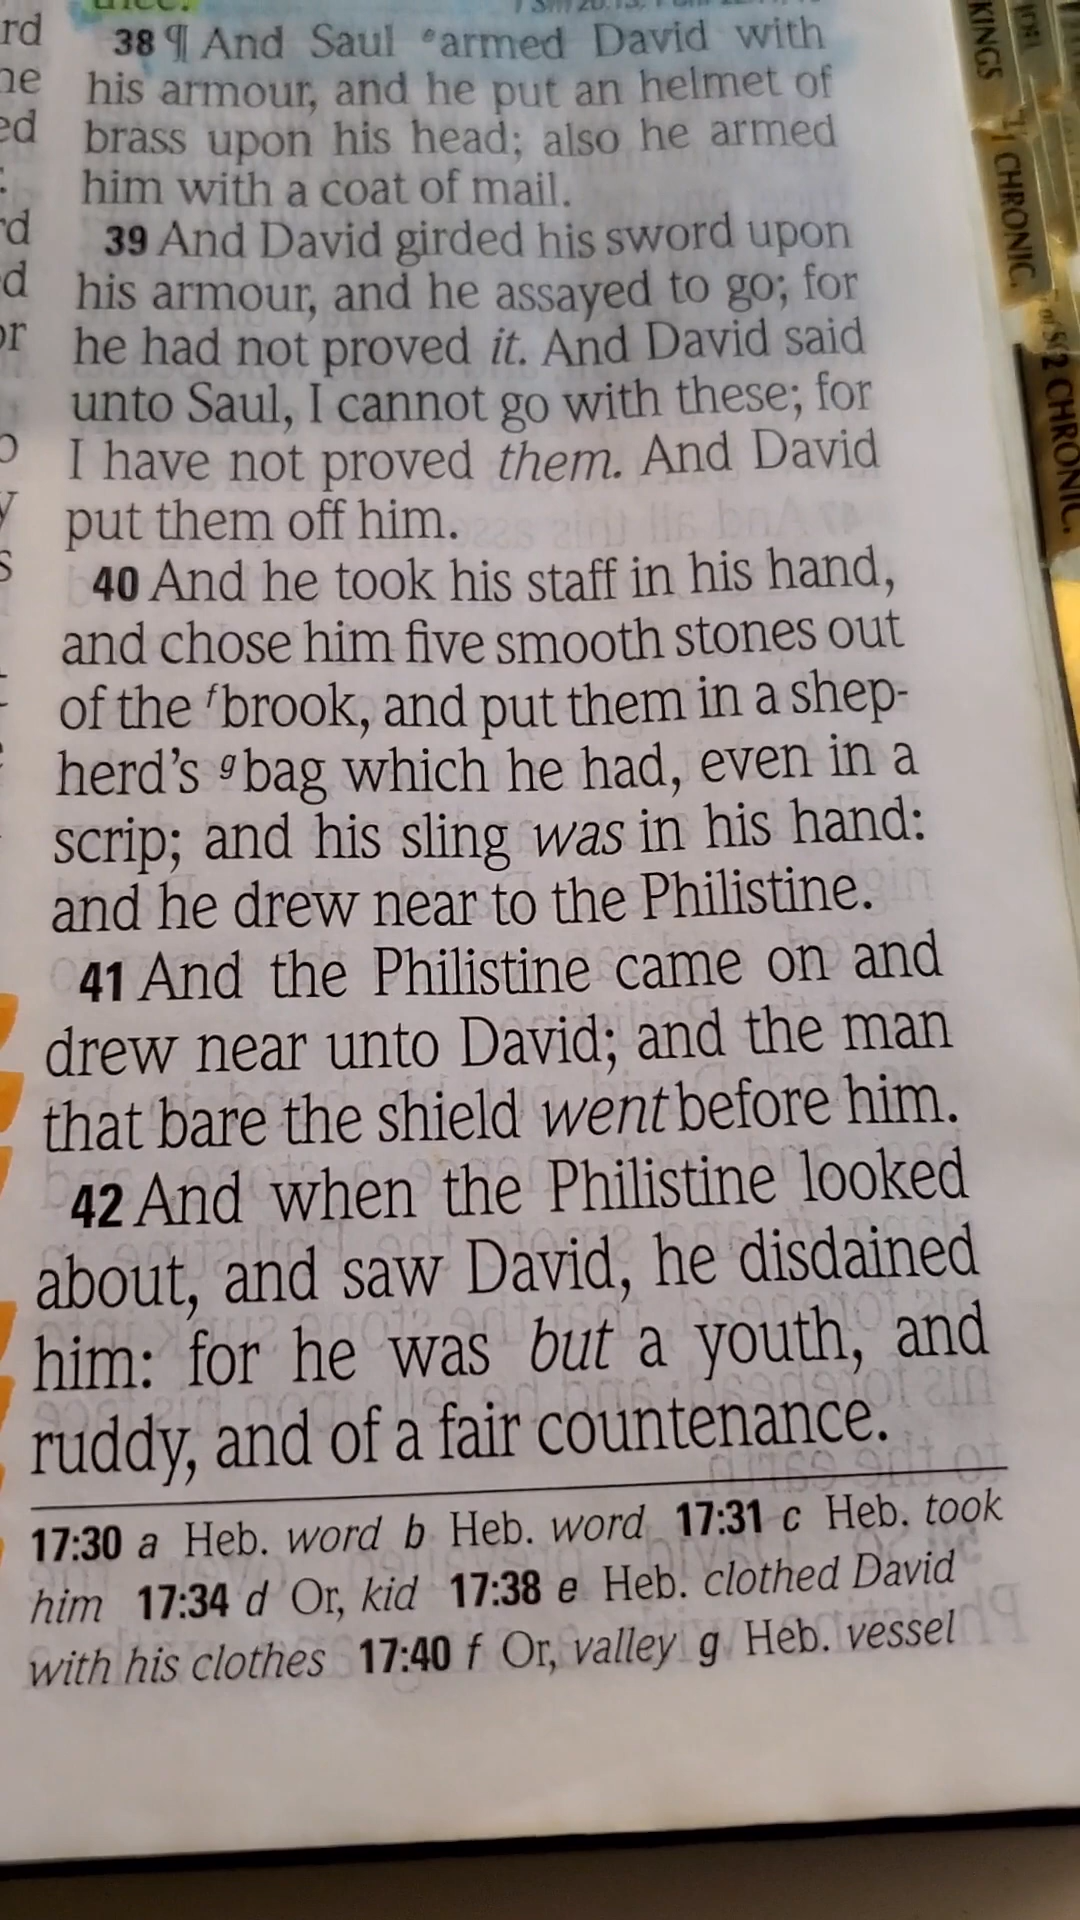 thee.
38 ¶ And Saul e armed David with
his armour, and he put an helmet of
brass upon his head; also he armed
him with a coat of mail.
39 And David girded his sword upon
his armour, and he assayed to go; for
he had not proved it. And David said
unto Saul, I cannot go with these; for
I have not proved them. And David
put them off him.
40 And he took his staff in his hand,
and chose him five smooth stones out
of the f brook, and put them in a shep-
herd's g bag which he had, even in a
scrip; and his sling was in his hand:
and he drew near to the Philistine.
41 And the Philistine came on and
drew near unto David; and the man
that bare the shield went before him.
42 And when the Philistine looked
about, and saw David, he disdained
him: for he was but a youth, and
ruddy, and of a fair countenance.
17:30 a Heb. word b Heb. word 17:31 c Heb. took
him 17:34 d Or, kid 17:38 e Heb. clothed David
with his clothes 17:40 f Or, valley g Heb. vessel
KINGS
1 CHRONIC.
2 CHRONIC.